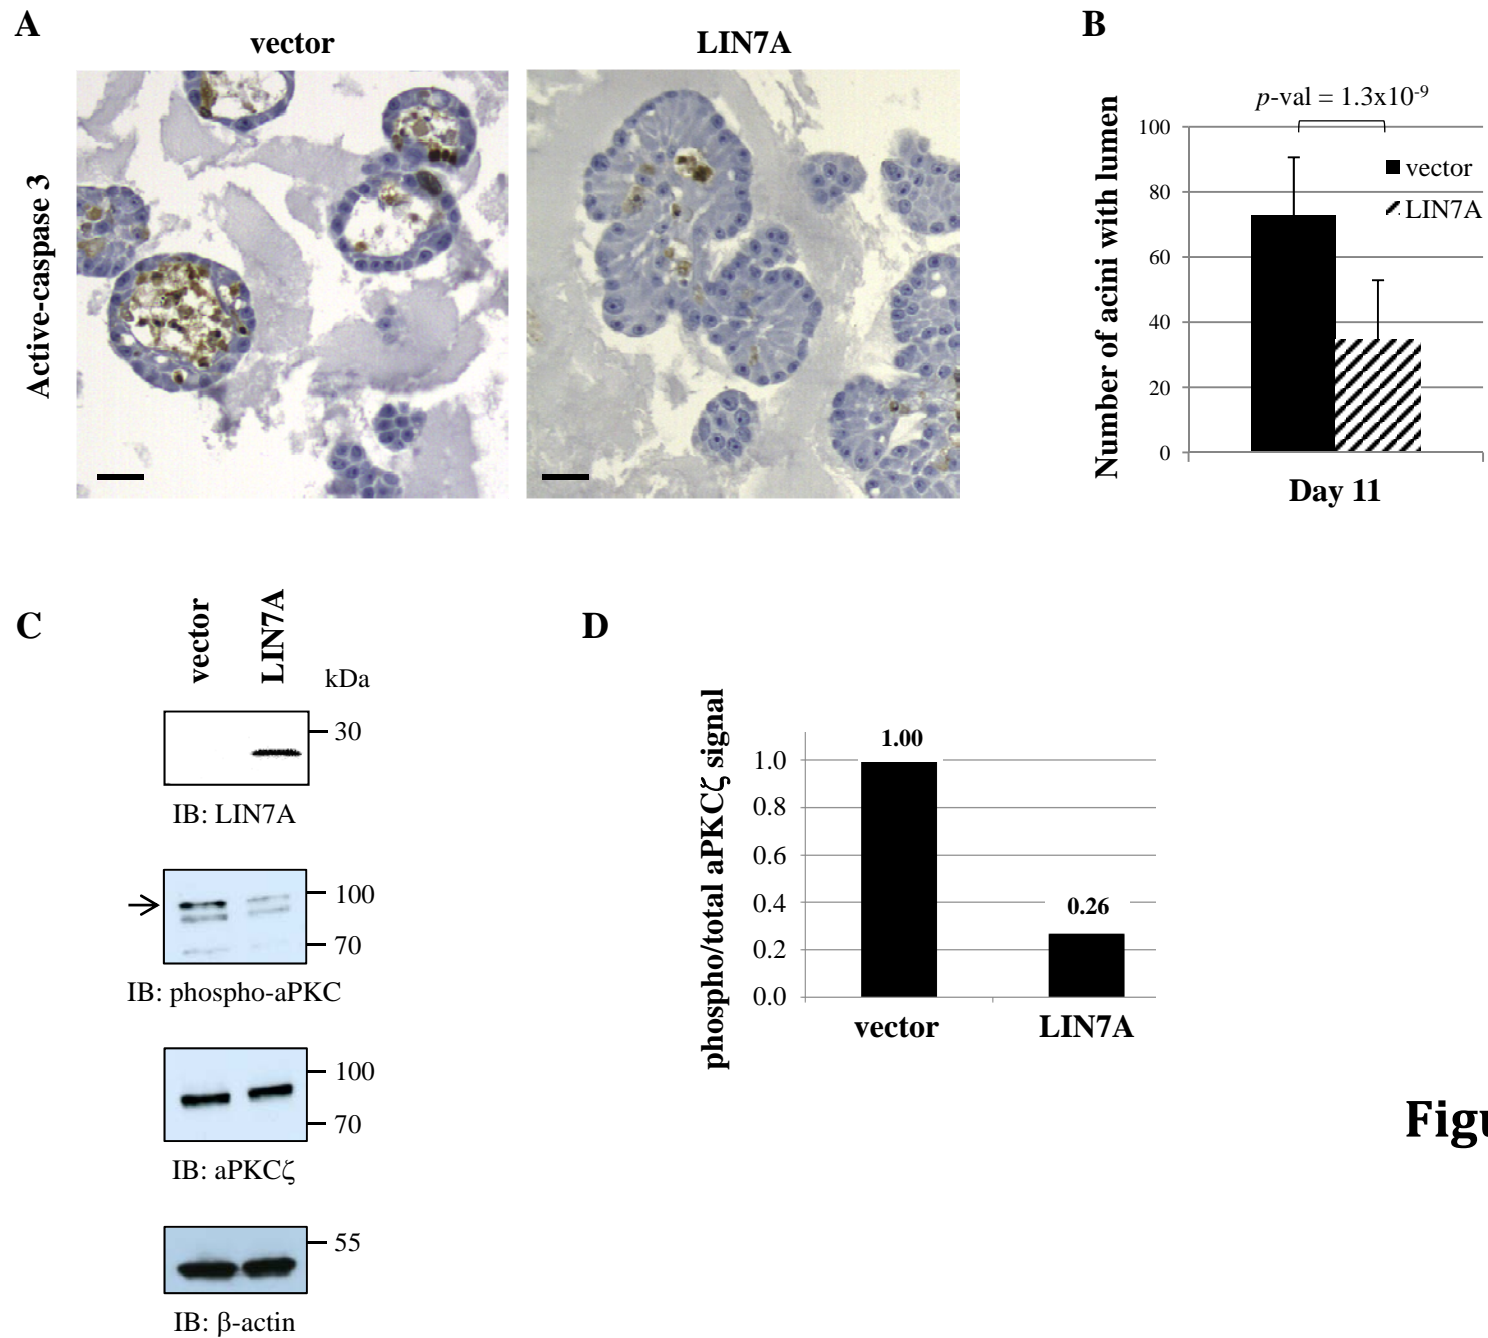 A
vector
LIN7A
Active-caspase 3
B
p-val = 1.3x10-9
Number of acini with lumen
100
80
60
40
20
0
vector
LIN7A
Day 11
C
vector
LIN7A
kDa
30
IB: LIN7A
100
70
IB: phospho-aPKC
100
70
IB: aPKCζ
55
IB: β-actin
D
phospho/total aPKCζ signal
1.0
0.8
0.6
0.4
0.2
0.0
1.00
0.26
vector
LIN7A